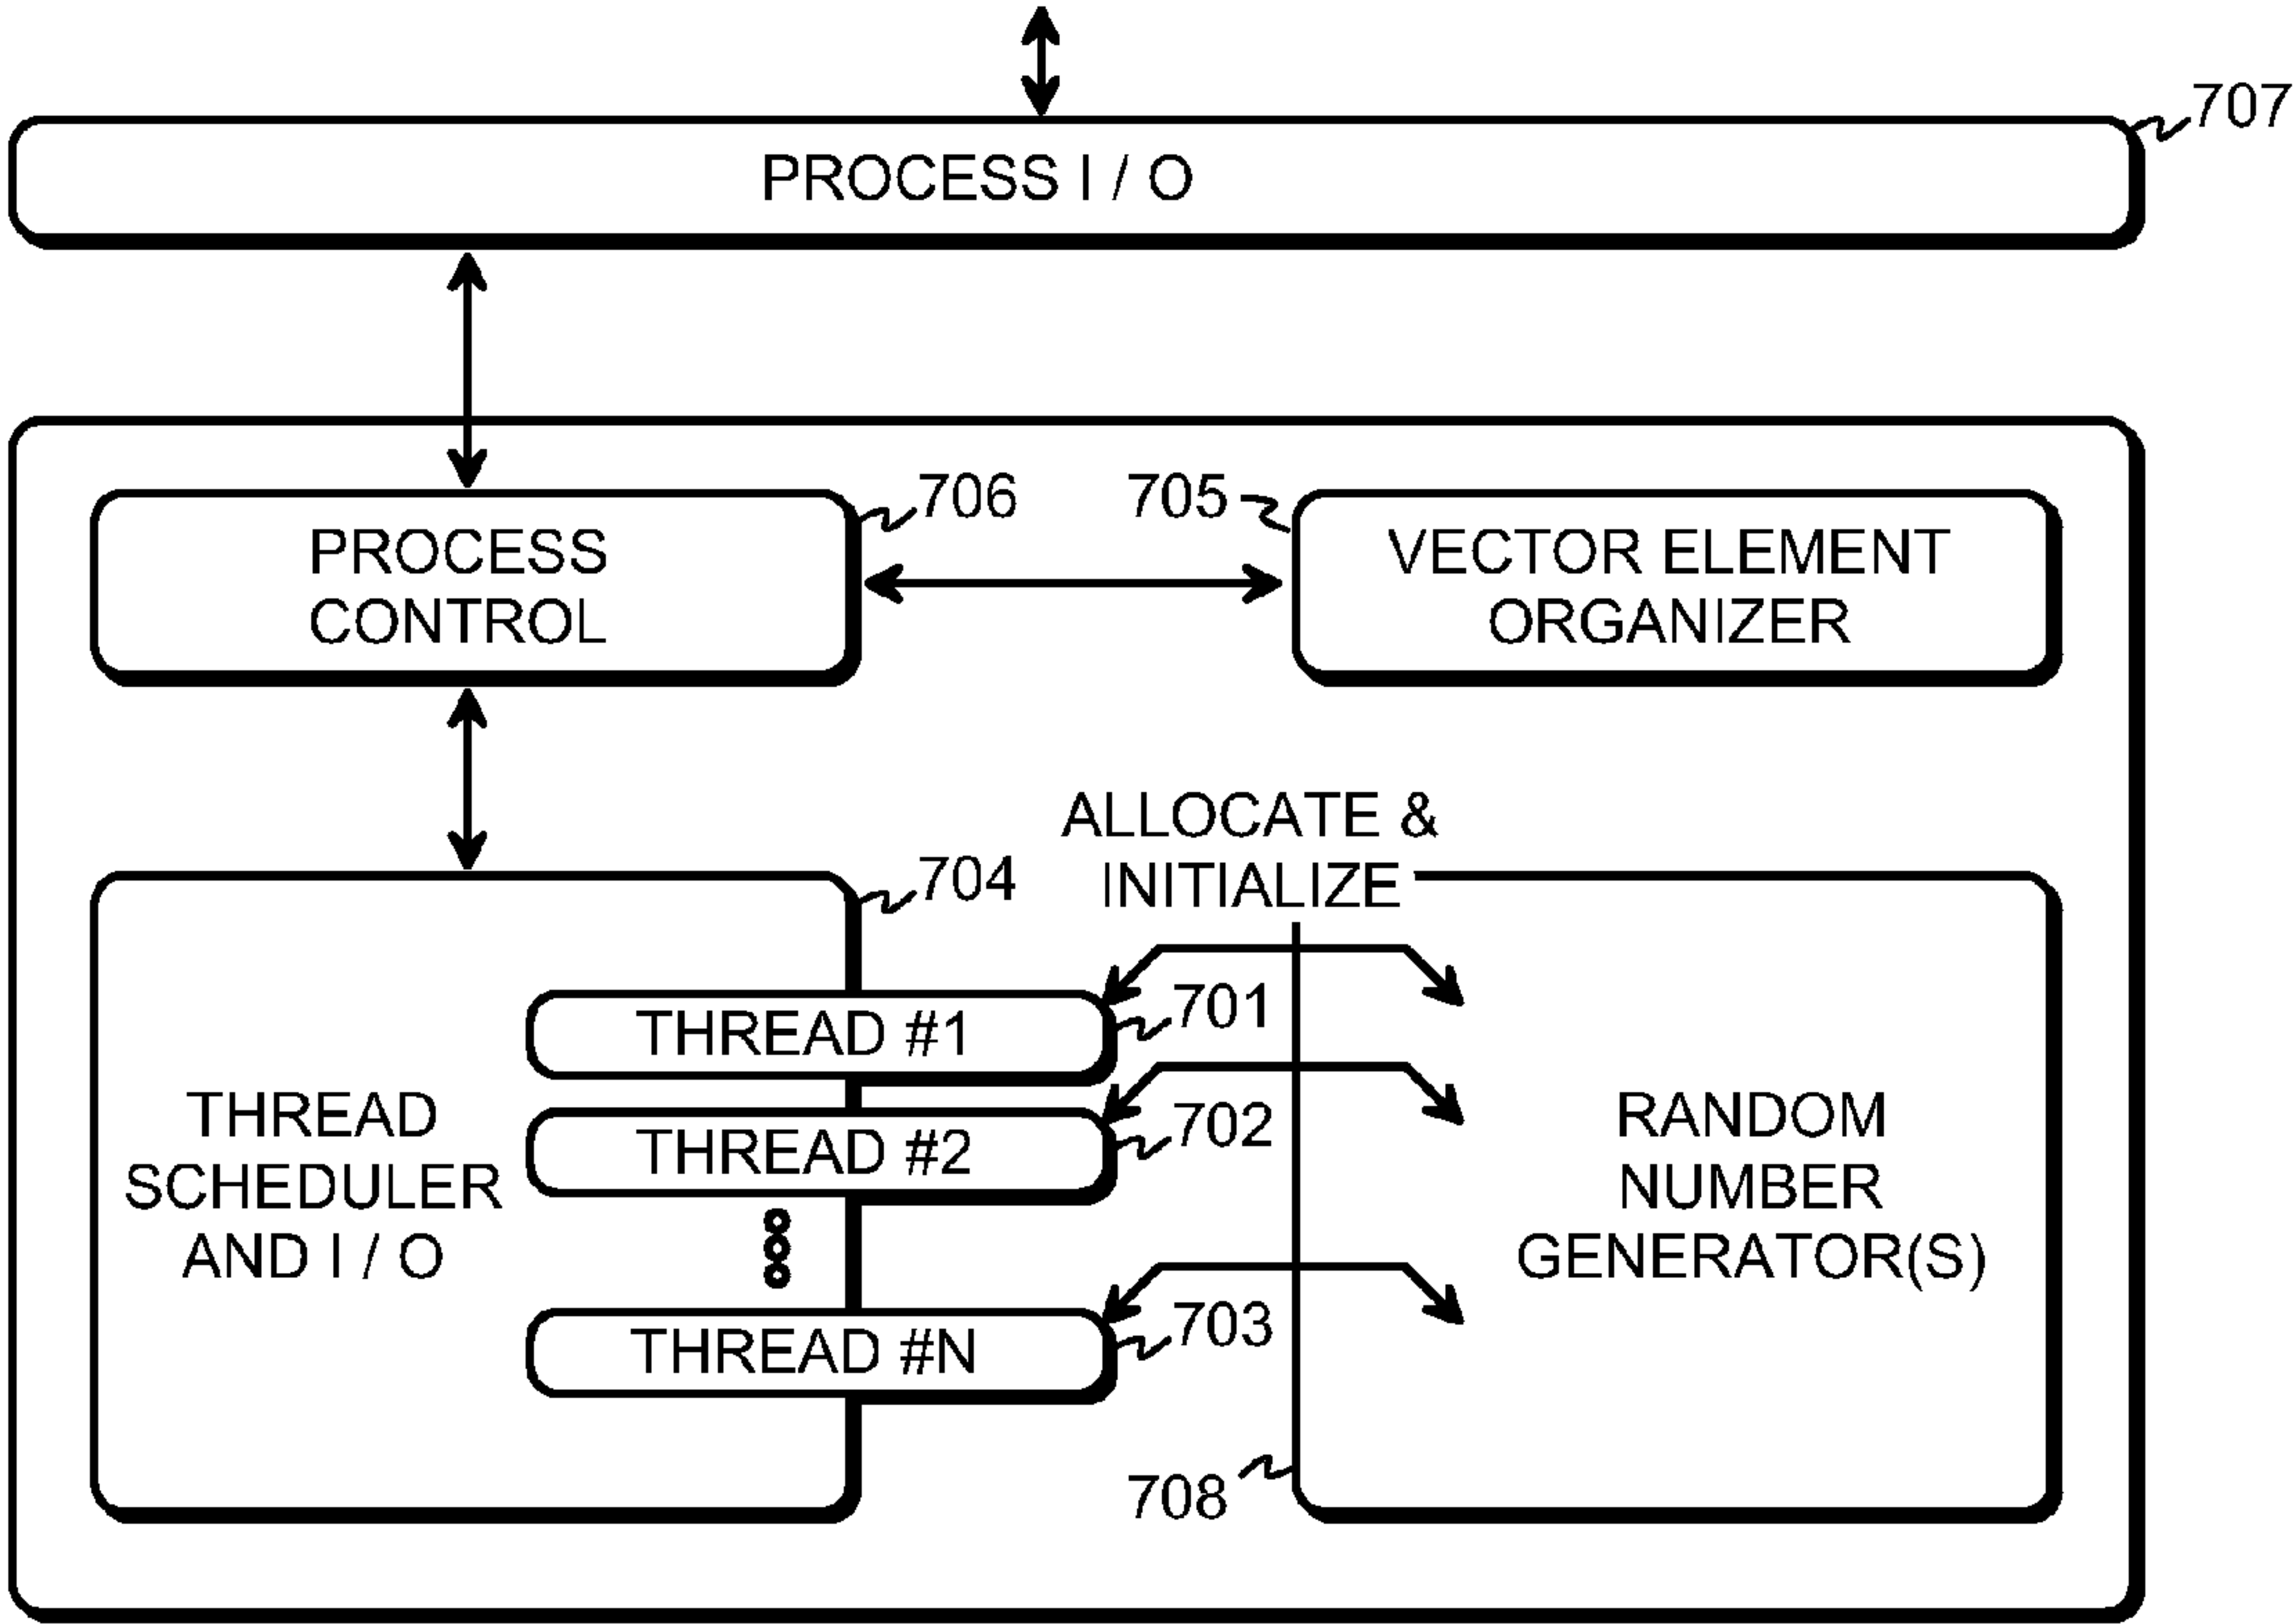 707
PROCESS I / O
706
705
PROCESS
CONTROL
VECTOR ELEMENT
ORGANIZER
ALLOCATE &
INITIALIZE
704
THREAD #1
701
THREAD #2
702
THREAD
SCHEDULER
AND I / O
RANDOM
NUMBER
GENERATOR(S)
THREAD #N
703
708